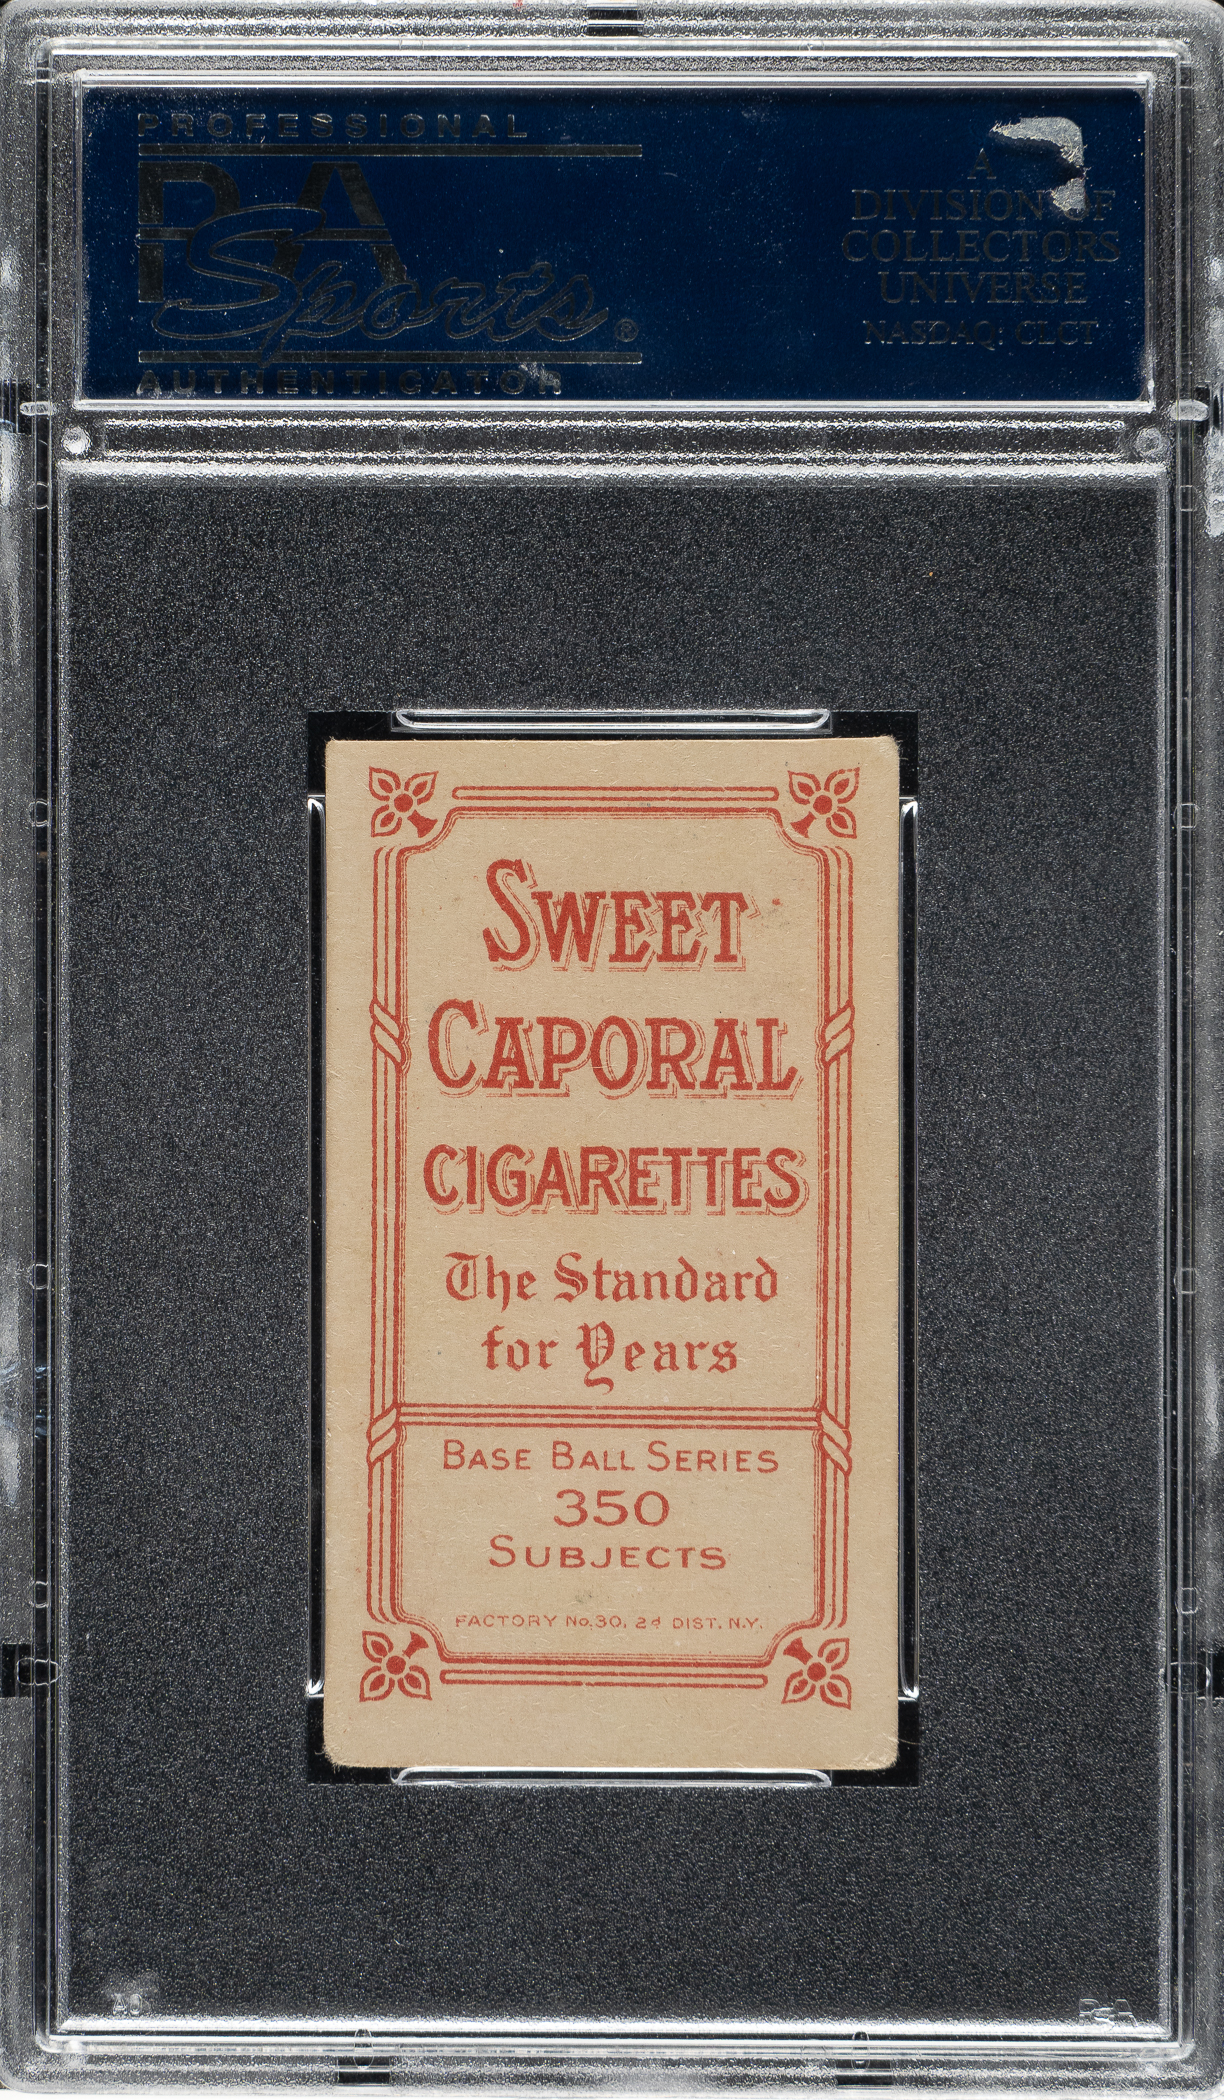 PROFESSIONAL
PSA
Sports®
AUTHENTICATOR
A
DIVISION OF
COLLECTORS
UNIVERSE
NASDAQ: CLCT
SWEET
CAPORAL
CIGARETTES
The Standard
for Years
BASE BALL SERIES
350
SUBJECTS
FACTORY No. 30, 2d DIST. N.Y.
PSA